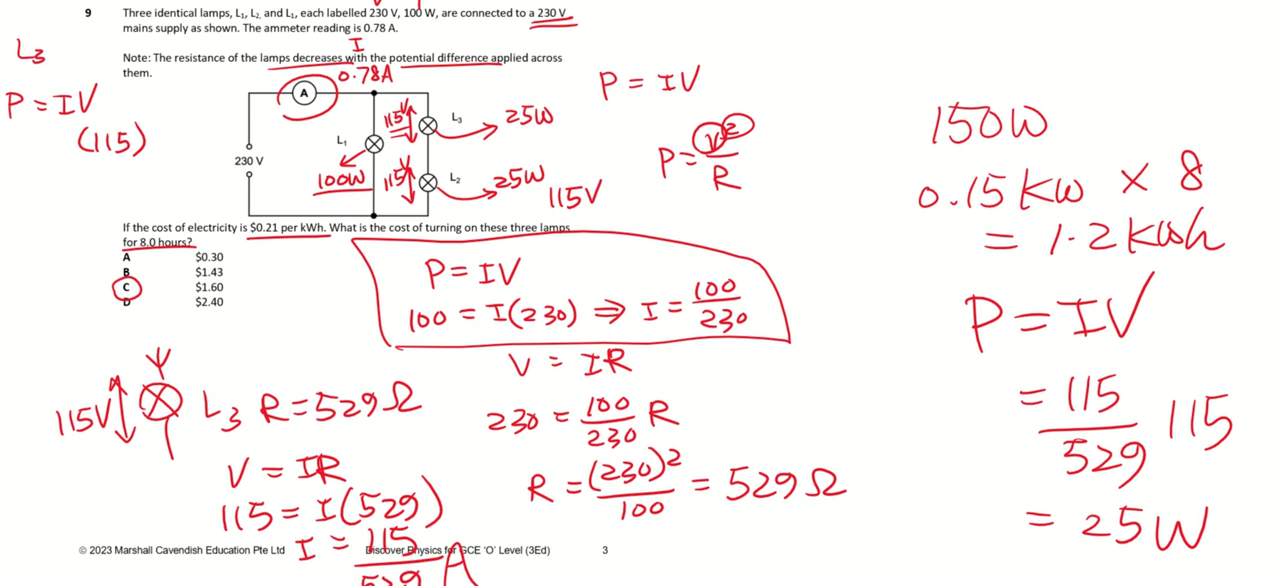 9 Three identical lamps, L₁, L₂, and L₁, each labelled 230 V, 100 W, are connected to a 230 V
mains supply as shown. The ammeter reading is 0.78 A.
L3
I
Note: The resistance of the lamps decreases with the potential difference applied across
them.
0.78A
A
P = IV
(115)
P = IV
P = V² / R
115V
L₃
25W
L₁
230 V
100W
115V
L₂
25W
115V
150W
0.15 kW × 8
= 1.2 kWh
If the cost of electricity is $0.21 per kWh. What is the cost of turning on these three lamps
for 8.0 hours?
A $0.30
B $1.43
C $1.60
D $2.40
P = IV
100 = I(230) ⇒ I = 100/230
V = IR
230 = 100/230 R
R = (230)²/100 = 529Ω
115V
L3 R = 529Ω
V = IR
115 = I(529)
I = 115/529 A
P = IV
= 115/529 115
= 25W
© 2023 Marshall Cavendish Education Pte Ltd Discover Physics for GCE 'O' Level (3Ed) 3